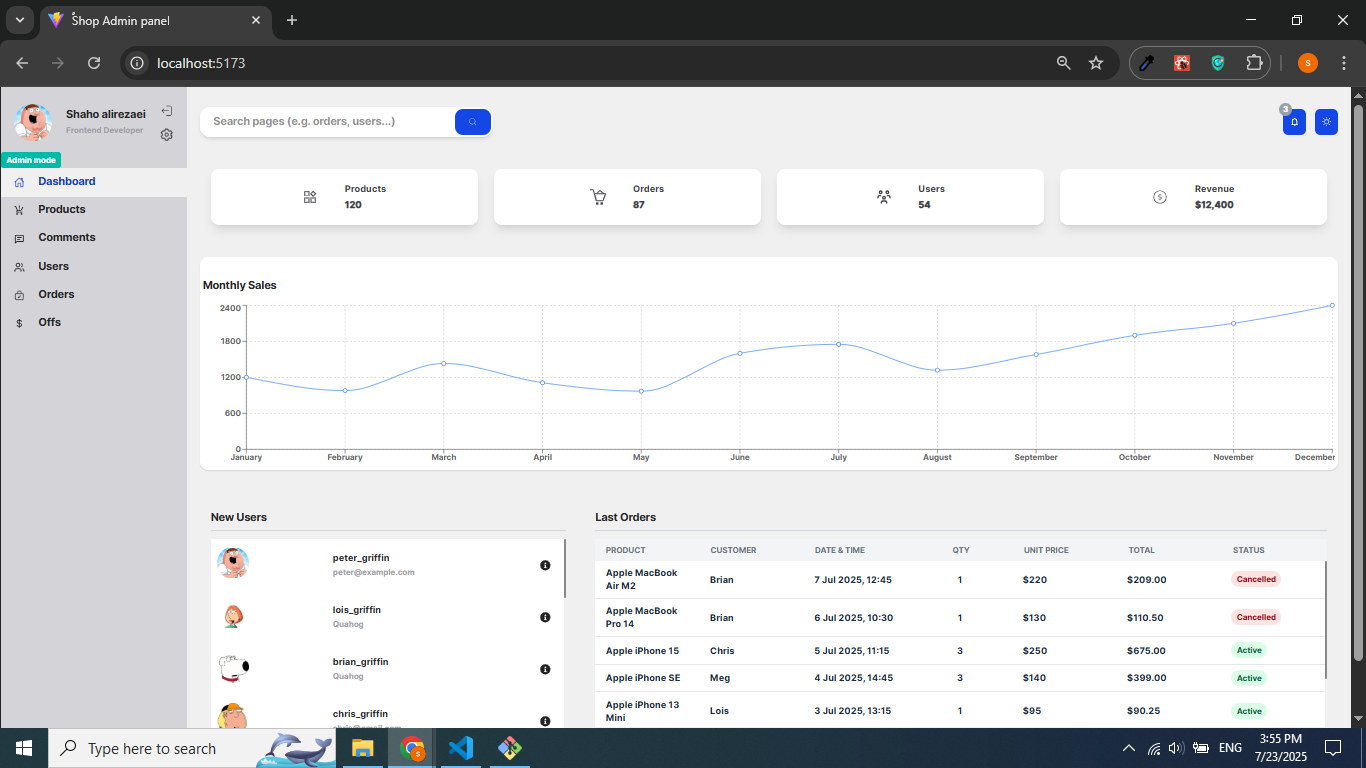 Shop Admin panel
localhost:5173
S
Shaho alirezaei
Frontend Developer
Admin mode
Dashboard
Products
Comments
Users
Orders
Offs
Search pages (e.g. orders, users...)
3
Products
120
Orders
87
Users
54
Revenue
$12,400
Monthly Sales
2400
1800
1200
600
0
January February March April May June July August September October November December
New Users
peter_griffin
peter@example.com
lois_griffin
Quahog
brian_griffin
Quahog
chris_griffin
chris@gmail.com
Last Orders
PRODUCT CUSTOMER DATE & TIME QTY UNIT PRICE TOTAL STATUS
Apple MacBook Air M2 Brian 7 Jul 2025, 12:45 1 $220 $209.00 Cancelled
Apple MacBook Pro 14 Brian 6 Jul 2025, 10:30 1 $130 $110.50 Cancelled
Apple iPhone 15 Chris 5 Jul 2025, 11:15 3 $250 $675.00 Active
Apple iPhone SE Meg 4 Jul 2025, 14:45 3 $140 $399.00 Active
Apple iPhone 13 Mini Lois 3 Jul 2025, 13:15 1 $95 $90.25 Active
Type here to search
S
ENG
3:55 PM
7/23/2025